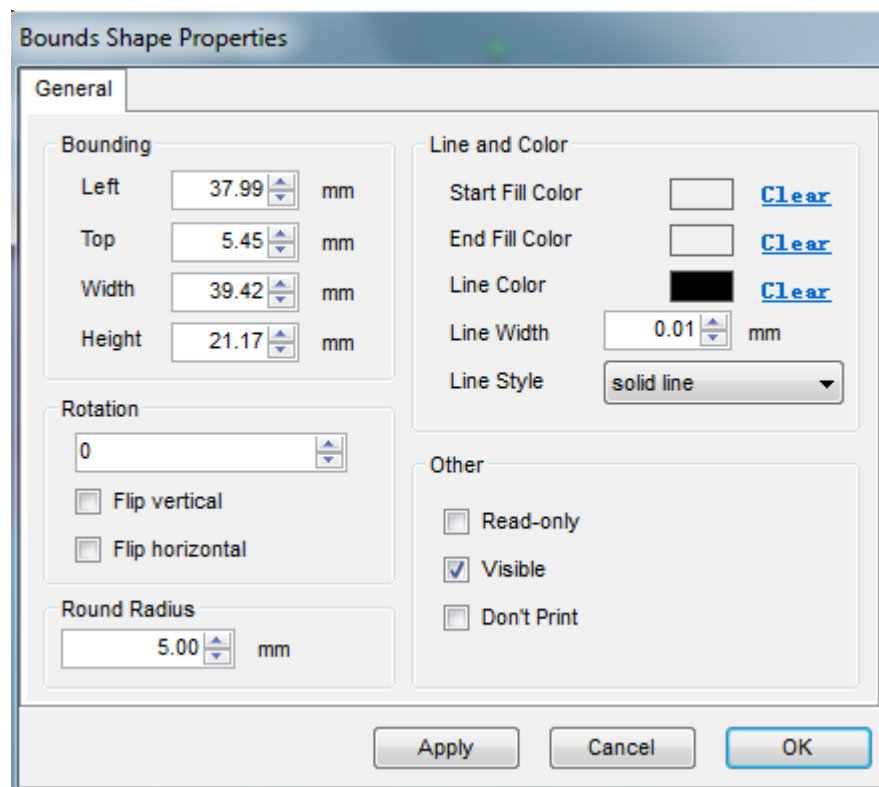 Bounds Shape Properties
General
Bounding
Left 37.99 mm
Top 5.45 mm
Width 39.42 mm
Height 21.17 mm
Rotation
0
Flip vertical
Flip horizontal
Round Radius
5.00 mm
Line and Color
Start Fill Color Clear
End Fill Color Clear
Line Color Clear
Line Width 0.01 mm
Line Style solid line
Other
Read-only
Visible
Don't Print
Apply Cancel OK